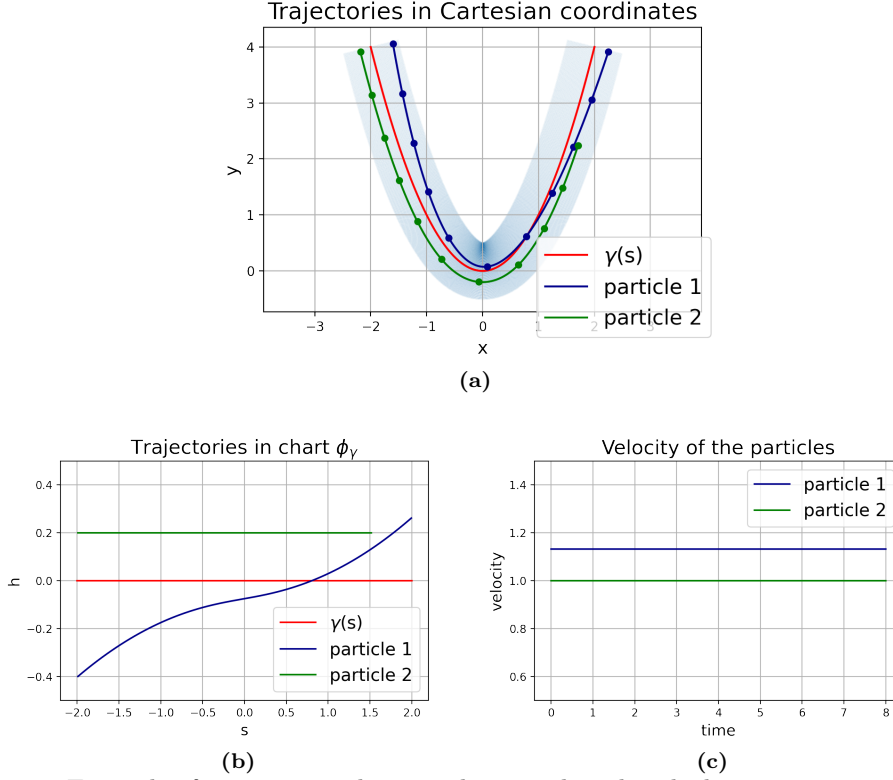 Trajectories in Cartesian coordinates
y
4
3
2
1
0
−3 −2 −1 0 1 2 3
x
γ(s)
particle 1
particle 2
(a)
Trajectories in chart ϕγ
h
0.4
0.2
0.0
−0.2
−0.4
−2.0 −1.5 −1.0 −0.5 0.0 0.5 1.0 1.5 2.0
s
γ(s)
particle 1
particle 2
(b)
Velocity of the particles
velocity
1.4
1.2
1.0
0.8
0.6
0 1 2 3 4 5 6 7 8
time
particle 1
particle 2
(c)